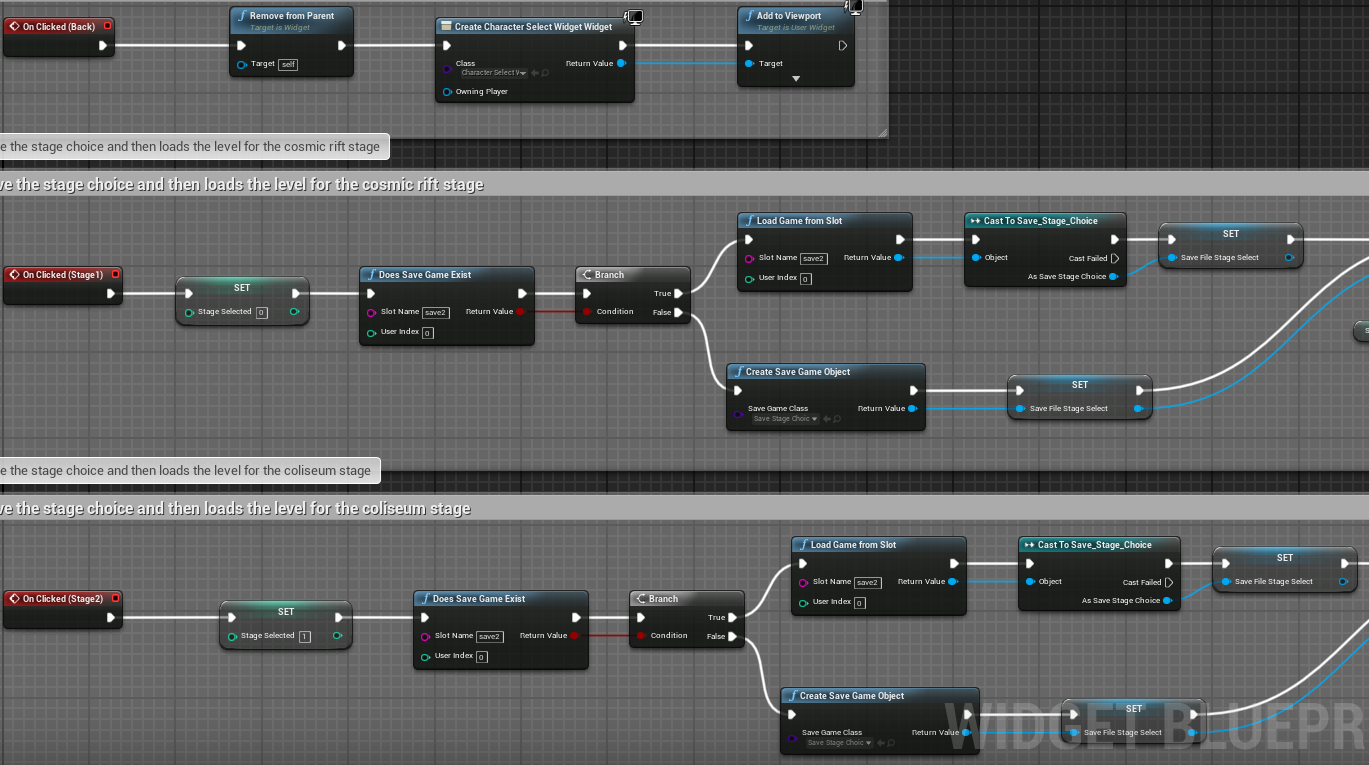 On Clicked (Back)
Remove from Parent
Target is Widget
Target self
Create Character Select Widget Widget
Class
Character Select W
Return Value
Owning Player
Add to Viewport
Target is User Widget
Target
e the stage choice and then loads the level for the cosmic rift stage
ve the stage choice and then loads the level for the cosmic rift stage
On Clicked (Stage1)
SET
Stage Selected 0
Does Save Game Exist
Slot Name save2
Return Value
User Index 0
Branch
True
Condition
False
Load Game from Slot
Slot Name save2
Return Value
User Index 0
Cast To Save_Stage_Choice
Object
Cast Failed
As Save Stage Choice
SET
Save File Stage Select
S
Create Save Game Object
Save Game Class
Save Stage Choic
Return Value
SET
Save File Stage Select
e the stage choice and then loads the level for the coliseum stage
ve the stage choice and then loads the level for the coliseum stage
On Clicked (Stage2)
SET
Stage Selected 1
Does Save Game Exist
Slot Name save2
Return Value
User Index 0
Branch
True
Condition
False
Load Game from Slot
Slot Name save2
Return Value
User Index 0
Cast To Save_Stage_Choice
Object
Cast Failed
As Save Stage Choice
SET
Save File Stage Select
Create Save Game Object
Save Game Class
Save Stage Choic
Return Value
SET
Save File Stage Select
WIDGET BLUEPR